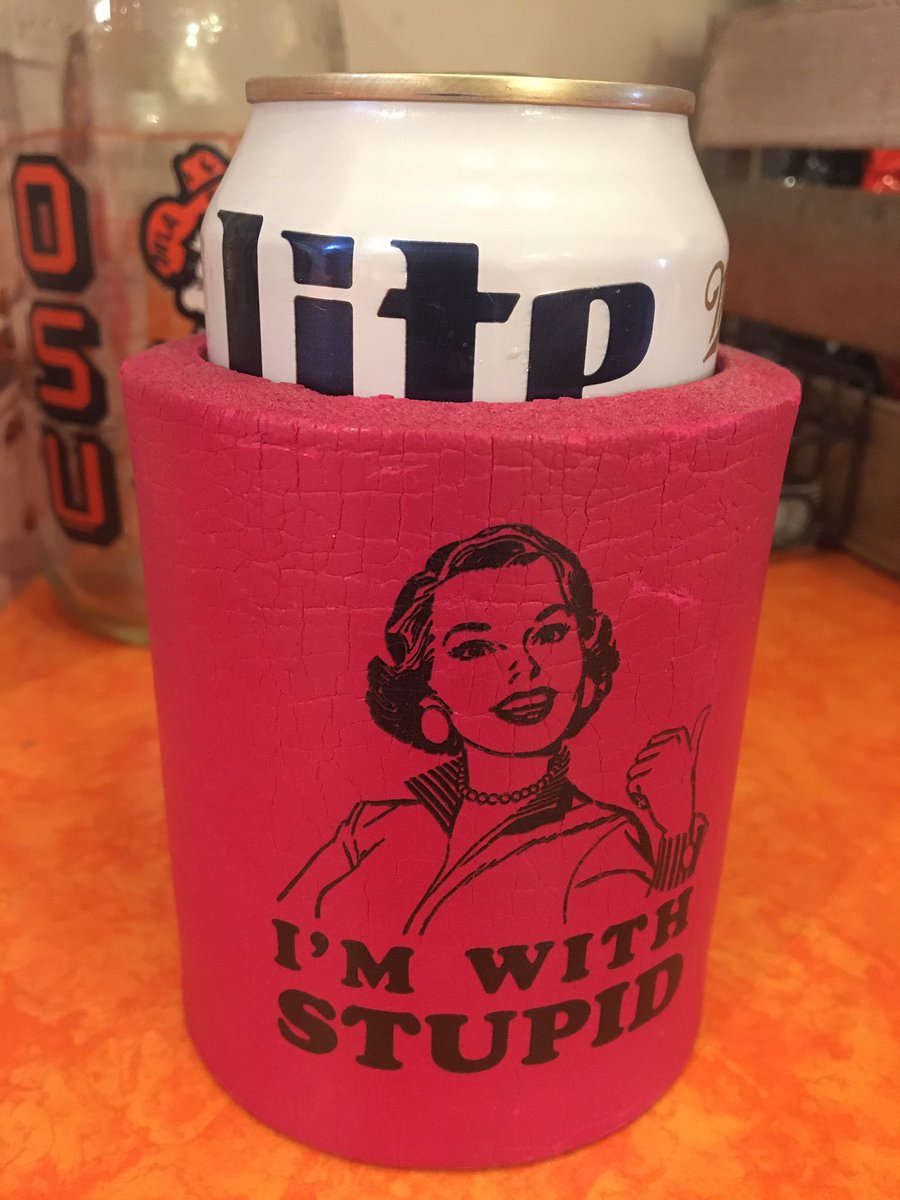 lite
OSU
I'M WITH
STUPID